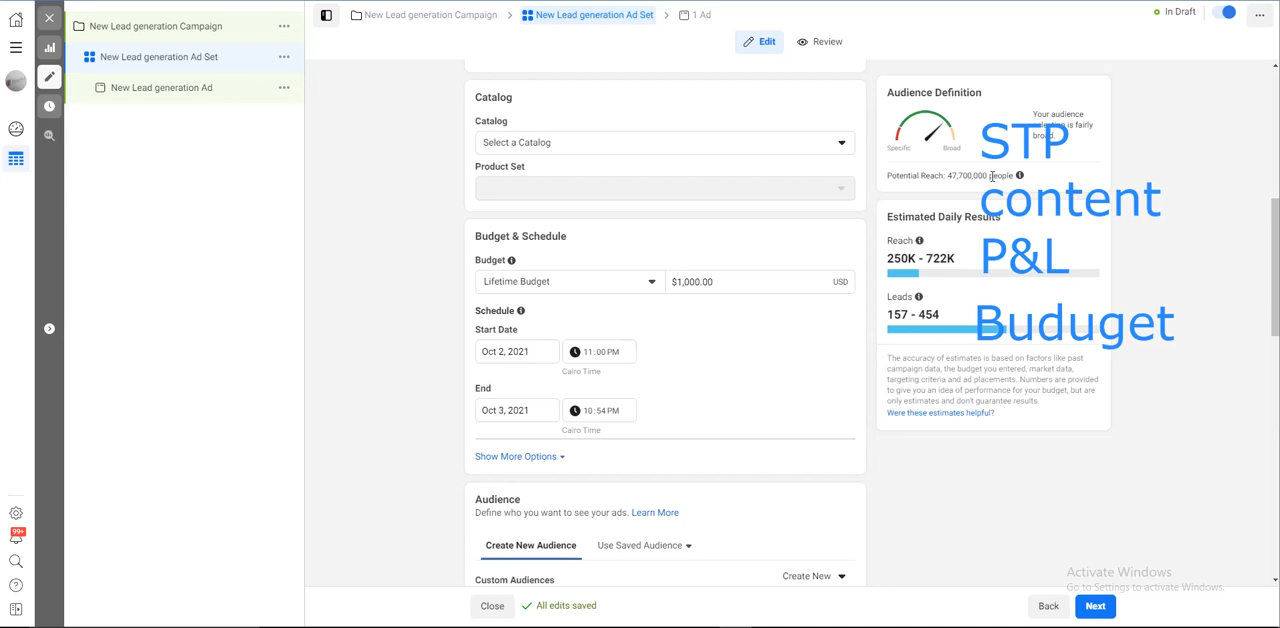 New Lead generation Campaign
New Lead generation Ad Set
New Lead generation Ad
New Lead generation Campaign
New Lead generation Ad Set
1 Ad
In Draft
Edit
Review
Catalog
Catalog
Select a Catalog
Product Set
Budget & Schedule
Budget
Lifetime Budget
$1,000.00
USD
Schedule
Start Date
Oct 2, 2021
11:00 PM
Cairo Time
End
Oct 3, 2021
10:54 PM
Cairo Time
Show More Options
Audience
Define who you want to see your ads. Learn More
Create New Audience
Use Saved Audience
Custom Audiences
Create New
Close
All edits saved
Back
Next
Audience Definition
Specific
Broad
Your audience
selection is fairly
broad.
Potential Reach: 47,700,000 people
Estimated Daily Results
Reach
250K - 722K
Leads
157 - 454
The accuracy of estimates is based on factors like past
campaign data, the budget you entered, market data,
targeting criteria and ad placements. Numbers are provided
to give you an idea of performance for your budget, but are
only estimates and don't guarantee results.
Were these estimates helpful?
STP
content
P&L
Buduget
99+
Activate Windows
Go to Settings to activate Windows.